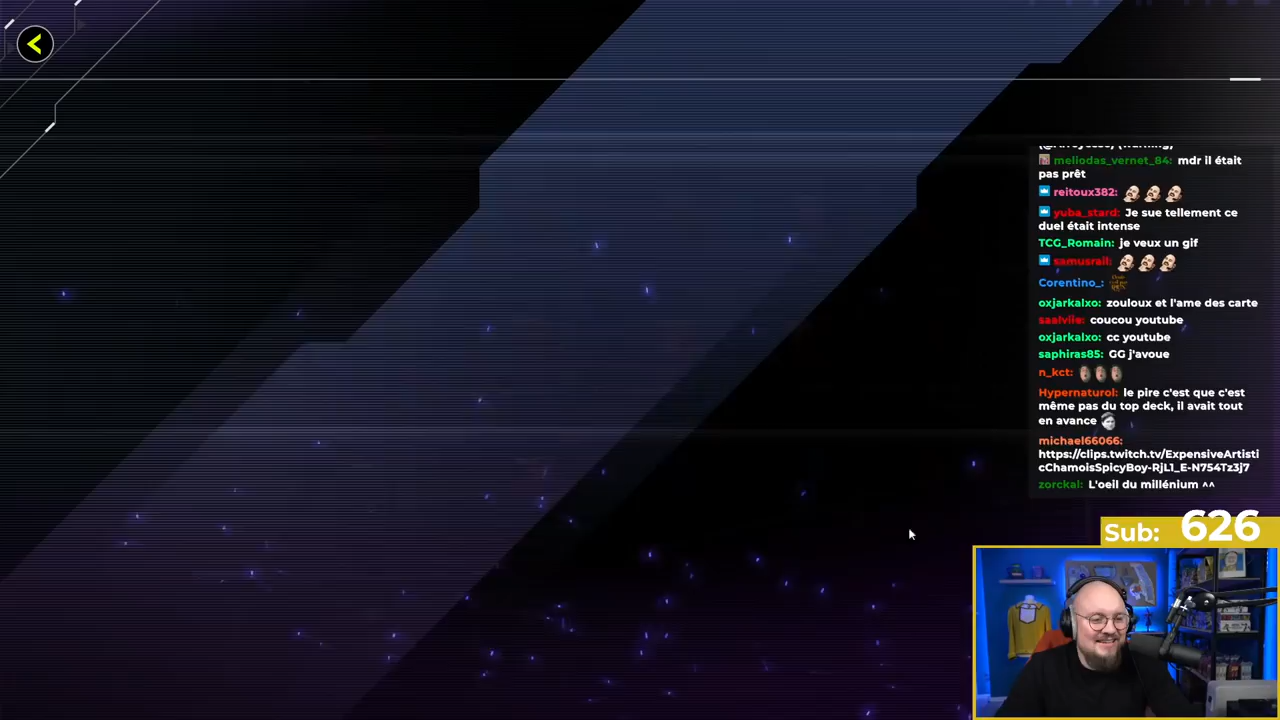 meliodas_vernet_84: mdr il était
pas prêt
reitoux382:
yuba_stard: Je sue tellement ce
duel était intense
TCG_Romain: je veux un gif
samusrail:
Corentino_:
oxjarkalxo: zouloux et l'ame des carte
saalvile: coucou youtube
oxjarkalxo: cc youtube
saphiras85: GG j'avoue
n_kct:
Hypernaturol: le pire c'est que c'est
même pas du top deck, il avait tout
en avance
michael66066:
https://clips.twitch.tv/ExpensiveArtisti
cChamoisSpicyBoy-RjL1_E-N754Tz3j7
zorckal: L'oeil du millénium ^^
Sub: 626